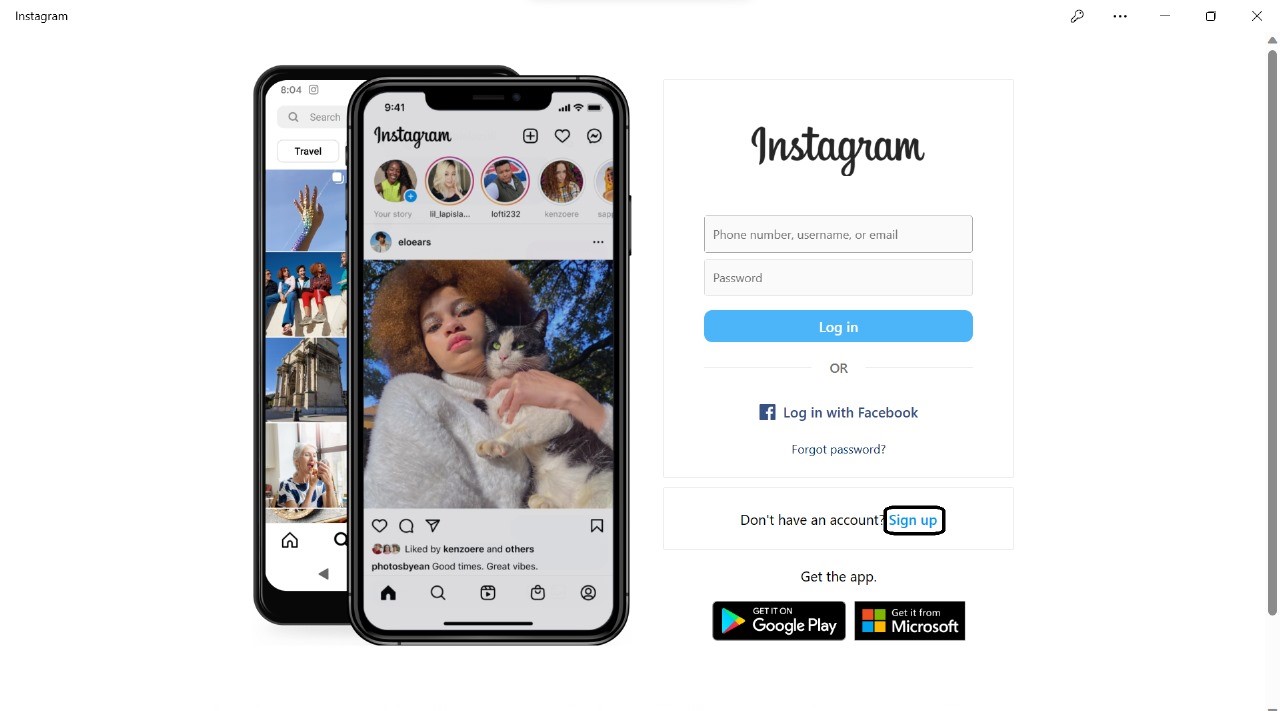 Instagram
8:04
Search
Travel
9:41
Instagram
Your story
lil_lapisla...
lofti232
kenzoere
eloears
Liked by kenzoere and others
photosbyean Good times. Great vibes.
Instagram
Phone number, username, or email
Password
Log in
OR
Log in with Facebook
Forgot password?
Don't have an account? Sign up
Get the app.
GET IT ON
Google Play
Get it from
Microsoft